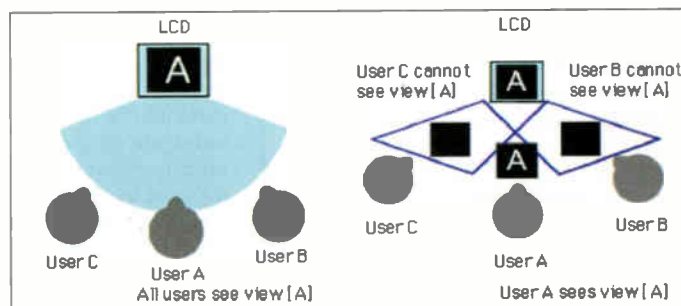 LCD
A
User C
User A
User B
All users see view [ A ]
LCD
User C cannot
see view [ A ]
A
User B cannot
see view [ A ]
A
User C
User B
User A
User A sees view [ A ]